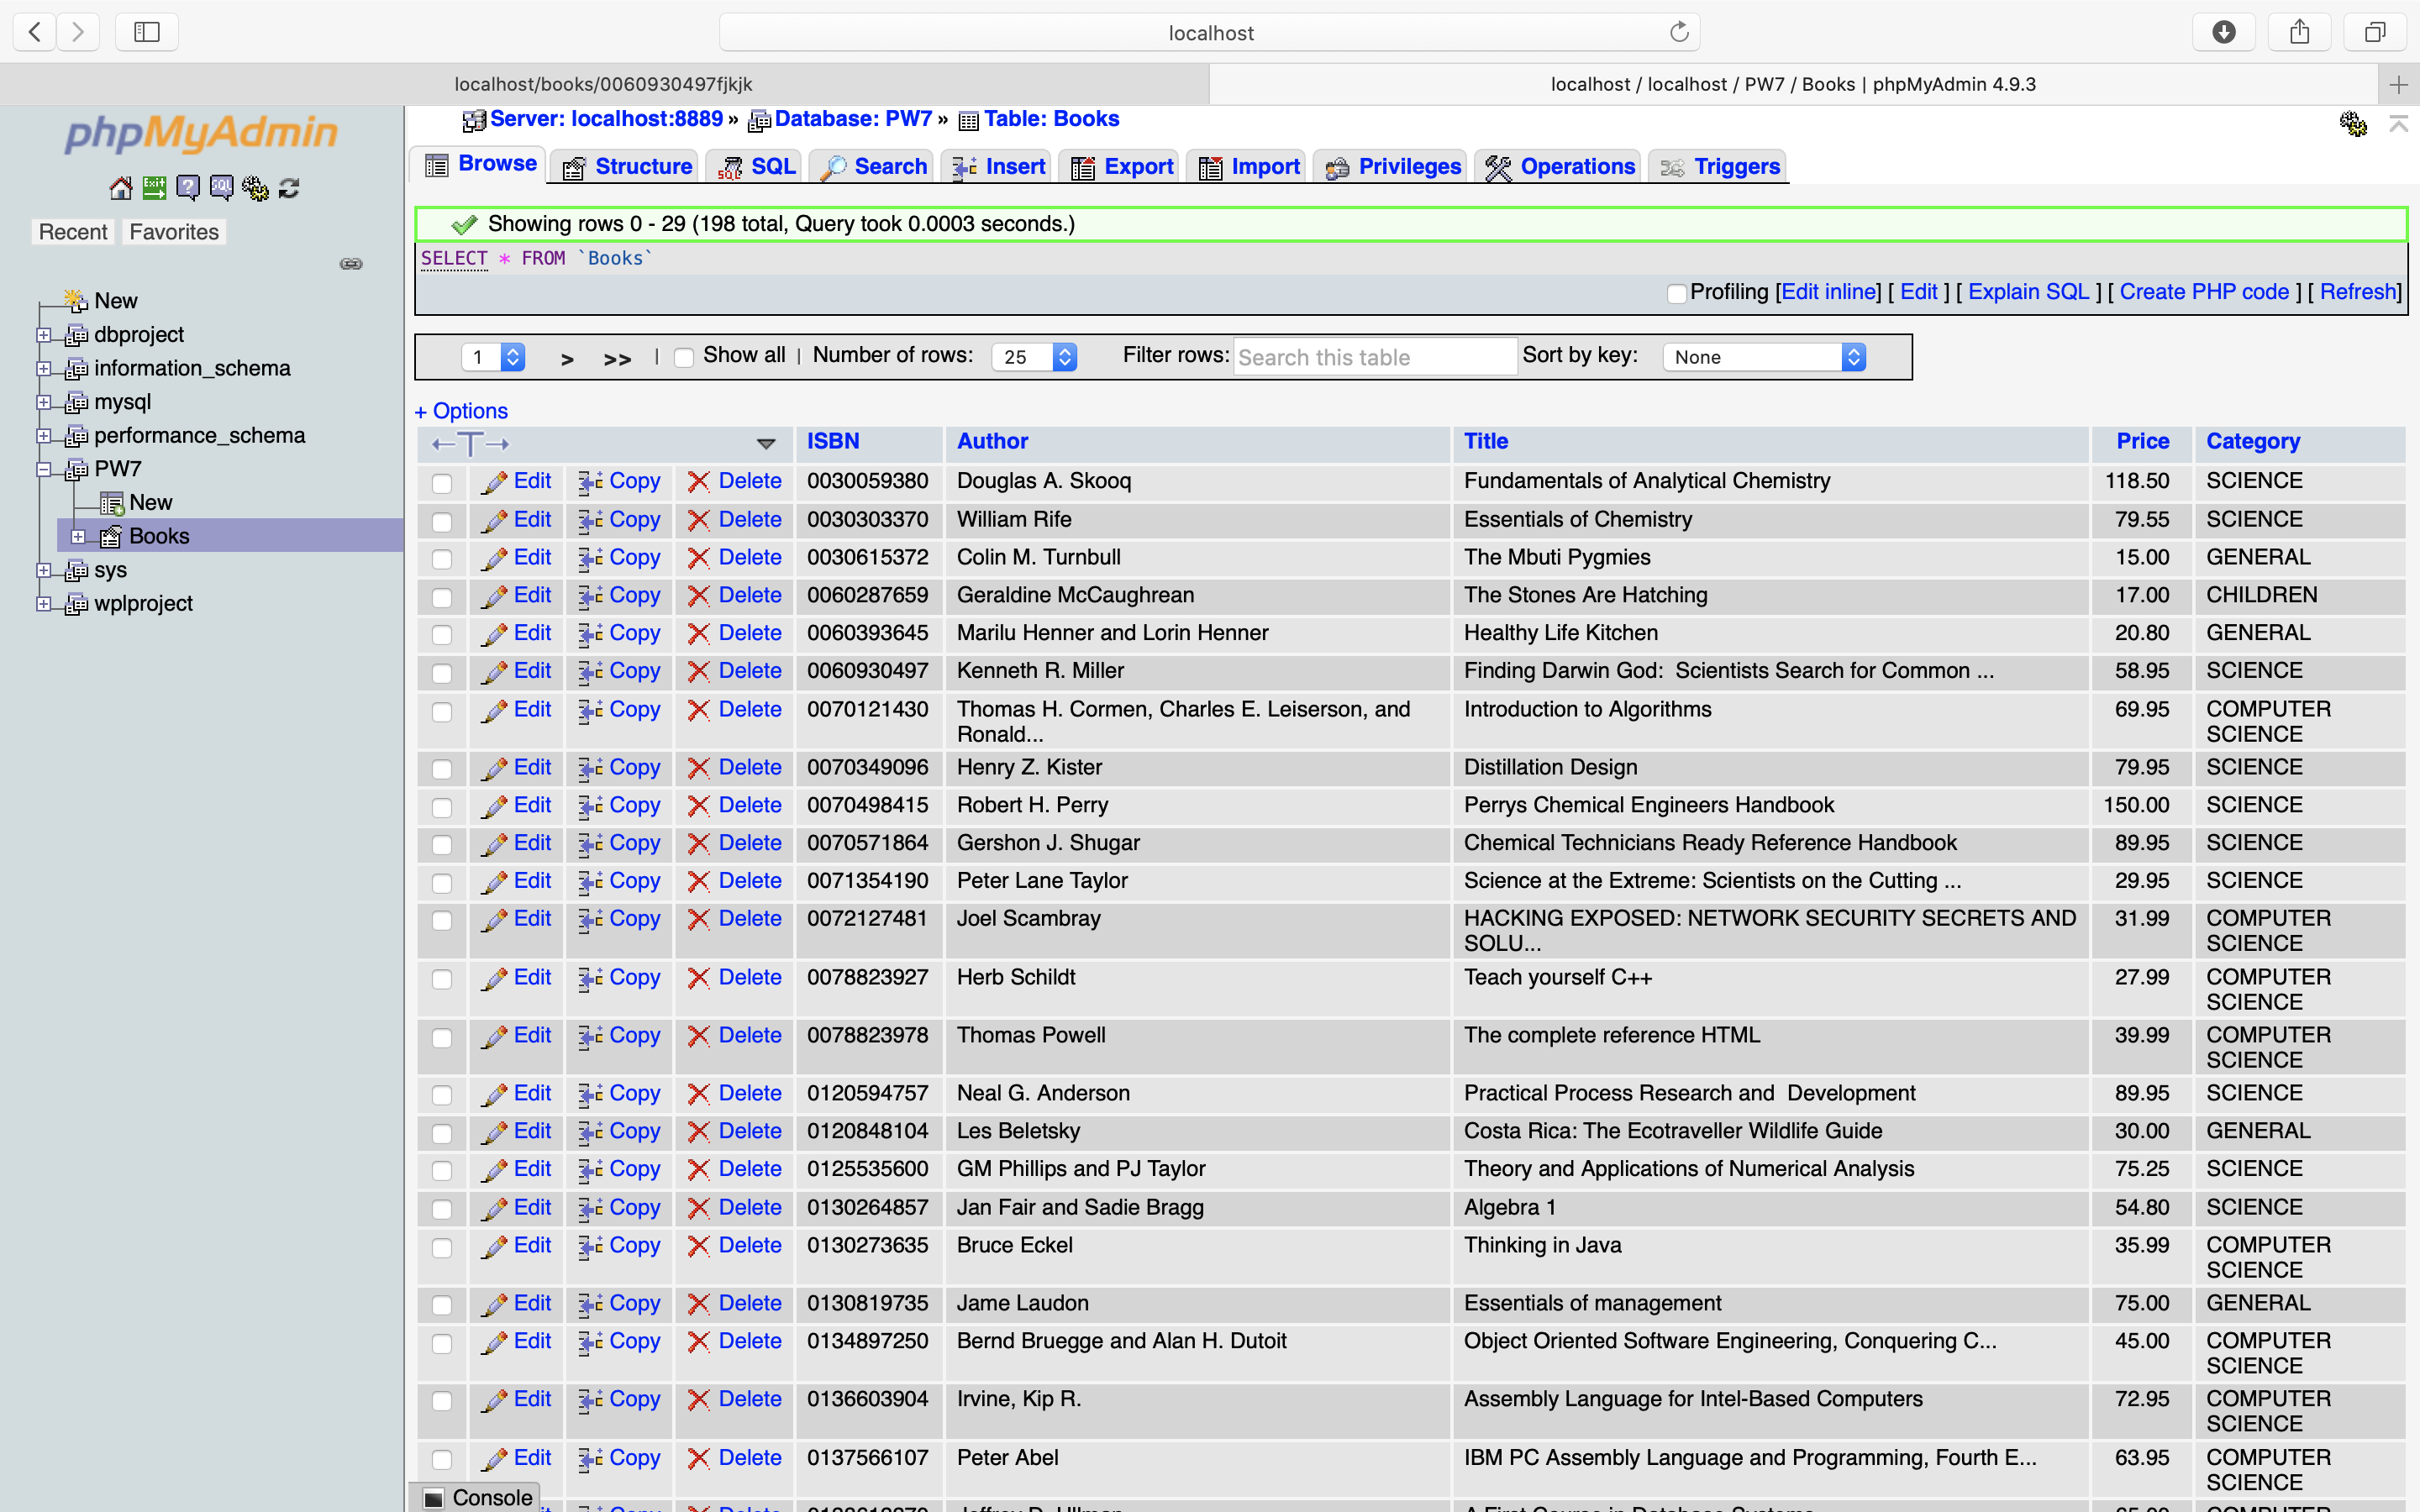 localhost
localhost/books/0060930497fjkjk
localhost / localhost / PW7 / Books | phpMyAdmin 4.9.3
phpMyAdmin
Recent Favorites
New
dbproject
information_schema
mysql
performance_schema
PW7
New
Books
sys
wplproject
Server: localhost:8889 » Database: PW7 » Table: Books
Browse Structure SQL Search Insert Export Import Privileges Operations Triggers
Showing rows 0 - 29 (198 total, Query took 0.0003 seconds.)
SELECT * FROM `Books`
Profiling [Edit inline] [ Edit ] [ Explain SQL ] [ Create PHP code ] [ Refresh]
1 > >> | Show all | Number of rows: 25 Filter rows: Search this table Sort by key: None
+ Options
←T→ ISBN Author Title Price Category
Edit Copy Delete 0030059380 Douglas A. Skooq Fundamentals of Analytical Chemistry 118.50 SCIENCE
Edit Copy Delete 0030303370 William Rife Essentials of Chemistry 79.55 SCIENCE
Edit Copy Delete 0030615372 Colin M. Turnbull The Mbuti Pygmies 15.00 GENERAL
Edit Copy Delete 0060287659 Geraldine McCaughrean The Stones Are Hatching 17.00 CHILDREN
Edit Copy Delete 0060393645 Marilu Henner and Lorin Henner Healthy Life Kitchen 20.80 GENERAL
Edit Copy Delete 0060930497 Kenneth R. Miller Finding Darwin God:  Scientists Search for Common ... 58.95 SCIENCE
Edit Copy Delete 0070121430 Thomas H. Cormen, Charles E. Leiserson, and Introduction to Algorithms 69.95 COMPUTER
Ronald... SCIENCE
Edit Copy Delete 0070349096 Henry Z. Kister Distillation Design 79.95 SCIENCE
Edit Copy Delete 0070498415 Robert H. Perry Perrys Chemical Engineers Handbook 150.00 SCIENCE
Edit Copy Delete 0070571864 Gershon J. Shugar Chemical Technicians Ready Reference Handbook 89.95 SCIENCE
Edit Copy Delete 0071354190 Peter Lane Taylor Science at the Extreme: Scientists on the Cutting ... 29.95 SCIENCE
Edit Copy Delete 0072127481 Joel Scambray HACKING EXPOSED: NETWORK SECURITY SECRETS AND 31.99 COMPUTER
SOLU... SCIENCE
Edit Copy Delete 0078823927 Herb Schildt Teach yourself C++ 27.99 COMPUTER
SCIENCE
Edit Copy Delete 0078823978 Thomas Powell The complete reference HTML 39.99 COMPUTER
SCIENCE
Edit Copy Delete 0120594757 Neal G. Anderson Practical Process Research and  Development 89.95 SCIENCE
Edit Copy Delete 0120848104 Les Beletsky Costa Rica: The Ecotraveller Wildlife Guide 30.00 GENERAL
Edit Copy Delete 0125535600 GM Phillips and PJ Taylor Theory and Applications of Numerical Analysis 75.25 SCIENCE
Edit Copy Delete 0130264857 Jan Fair and Sadie Bragg Algebra 1 54.80 SCIENCE
Edit Copy Delete 0130273635 Bruce Eckel Thinking in Java 35.99 COMPUTER
SCIENCE
Edit Copy Delete 0130819735 Jame Laudon Essentials of management 75.00 GENERAL
Edit Copy Delete 0134897250 Bernd Bruegge and Alan H. Dutoit Object Oriented Software Engineering, Conquering C... 45.00 COMPUTER
SCIENCE
Edit Copy Delete 0136603904 Irvine, Kip R. Assembly Language for Intel-Based Computers 72.95 COMPUTER
SCIENCE
Edit Copy Delete 0137566107 Peter Abel IBM PC Assembly Language and Programming, Fourth E... 63.95 COMPUTER
SCIENCE
Console